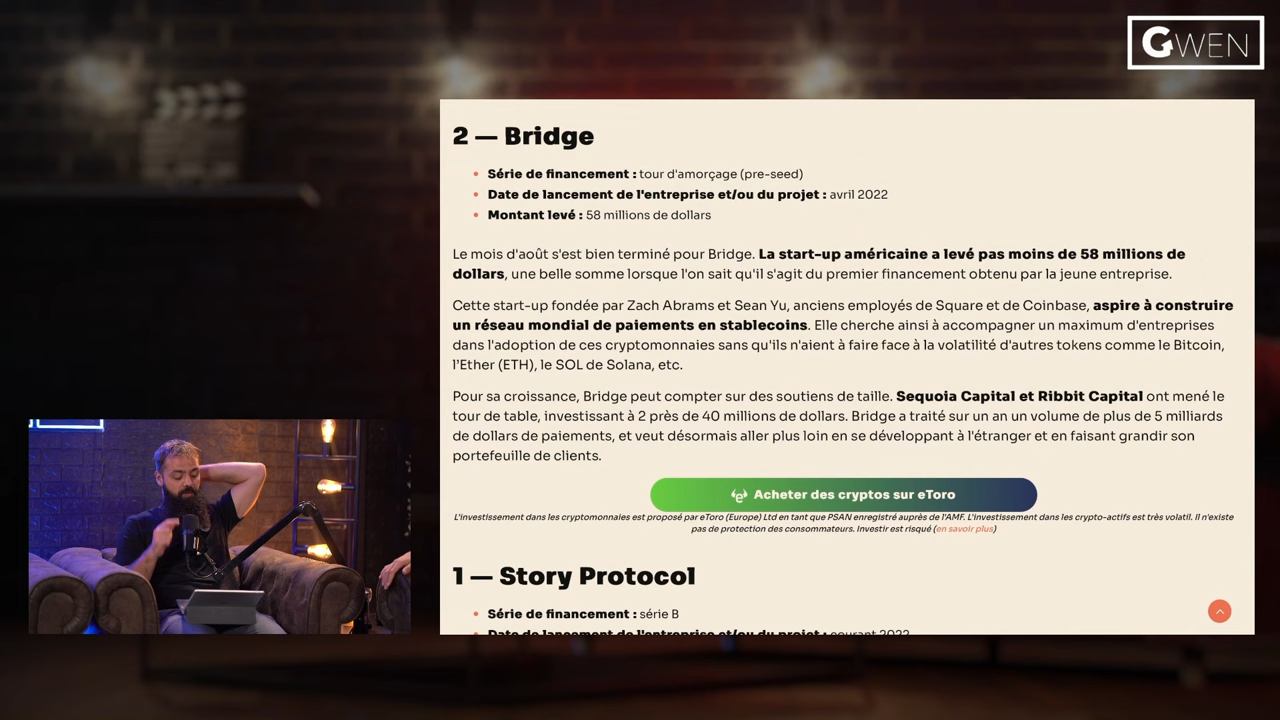 GWEN
2 — Bridge
• Série de financement : tour d'amorçage (pre-seed)
• Date de lancement de l'entreprise et/ou du projet : avril 2022
• Montant levé : 58 millions de dollars
Le mois d'août s'est bien terminé pour Bridge. La start-up américaine a levé pas moins de 58 millions de
dollars, une belle somme lorsque l'on sait qu'il s'agit du premier financement obtenu par la jeune entreprise.
Cette start-up fondée par Zach Abrams et Sean Yu, anciens employés de Square et de Coinbase, aspire à construire
un réseau mondial de paiements en stablecoins. Elle cherche ainsi à accompagner un maximum d'entreprises
dans l'adoption de ces cryptomonnaies sans qu'ils n'aient à faire face à la volatilité d'autres tokens comme le Bitcoin,
l'Ether (ETH), le SOL de Solana, etc.
Pour sa croissance, Bridge peut compter sur des soutiens de taille. Sequoia Capital et Ribbit Capital ont mené le
tour de table, investissant à 2 près de 40 millions de dollars. Bridge a traité sur un an un volume de plus de 5 milliards
de dollars de paiements, et veut désormais aller plus loin en se développant à l'étranger et en faisant grandir son
portefeuille de clients.
Acheter des cryptos sur eToro
L'investissement dans les cryptomonnaies est proposé par eToro (Europe) Ltd en tant que PSAN enregistré auprès de l'AMF. L'investissement dans les crypto-actifs est très volatil. Il n'existe
pas de protection des consommateurs. Investir est risqué (en savoir plus)
1 — Story Protocol
• Série de financement : série B
Date de lancement de l'entreprise et/ou du projet : courant 2022